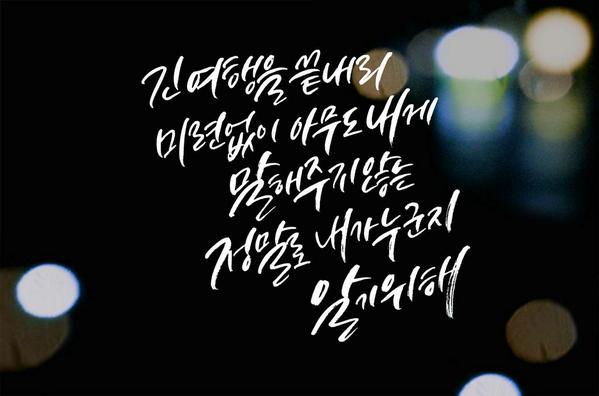 긴 여행을 끝내리
미련없이 아무도 내게
말해주지 않는
정말로 내가 누군지
알기위해